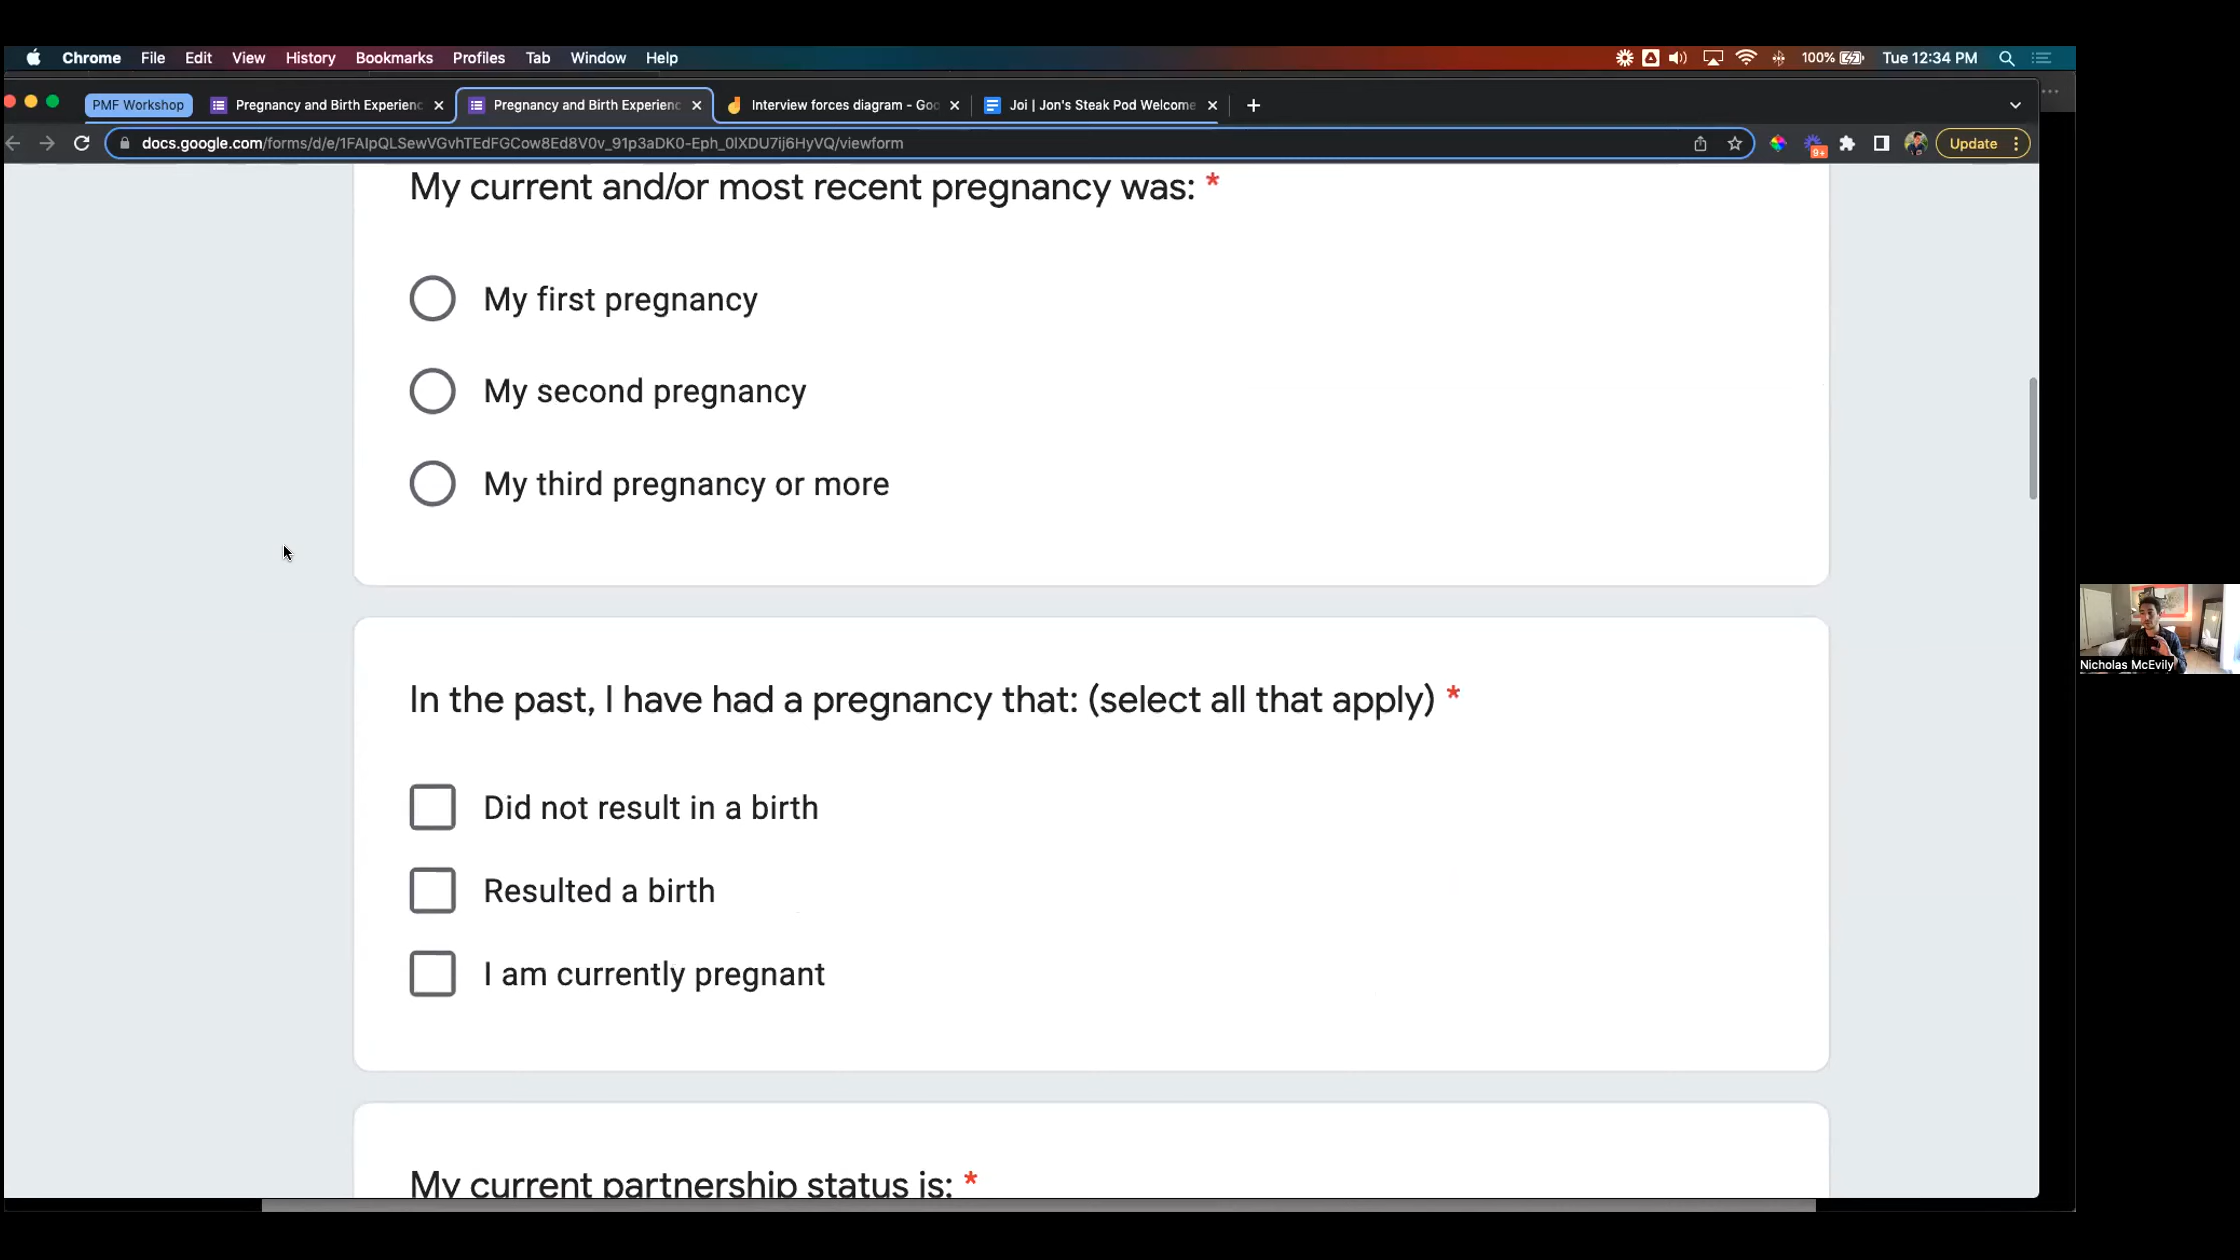 Chrome File Edit View History Bookmarks Profiles Tab Window Help 100% Tue 12:34 PM
PMF Workshop Pregnancy and Birth Experienc Pregnancy and Birth Experienc Interview forces diagram - Goo Joi | Jon's Steak Pod Welcome
docs.google.com/forms/d/e/1FAIpQLSewVGvhTEdFGCow8Ed8V0v_91p3aDK0-Eph_0lXDU7ij6HyVQ/viewform 9+ Update
My current and/or most recent pregnancy was: *
My first pregnancy
My second pregnancy
My third pregnancy or more
In the past, I have had a pregnancy that: (select all that apply) *
Did not result in a birth
Resulted a birth
I am currently pregnant
My current partnership status is: *
Nicholas McEvily